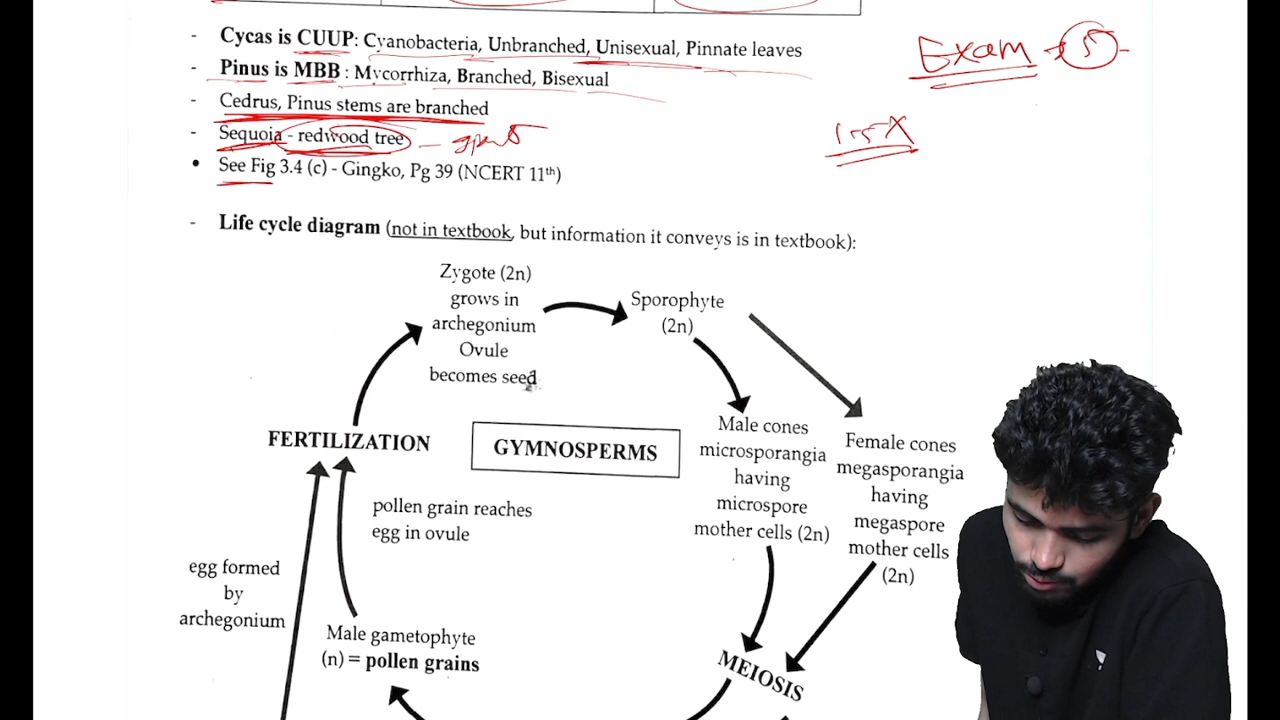 - Cycas is CUUP: Cyanobacteria, Unbranched, Unisexual, Pinnate leaves
- Pinus is MBB : Mycorrhiza, Branched, Bisexual
- Cedrus, Pinus stems are branched
- Sequoia - redwood tree
• See Fig 3.4 (c) - Gingko, Pg 39 (NCERT 11th)
Exam
- Life cycle diagram (not in textbook, but information it conveys is in textbook):
Zygote (2n)
grows in
archegonium
Ovule
becomes seed
Sporophyte
(2n)
Male cones
microsporangia
having
microspore
mother cells (2n)
Female cones
megasporangia
having
megaspore
mother cells
(2n)
FERTILIZATION
GYMNOSPERMS
pollen grain reaches
egg in ovule
egg formed
by
archegonium
Male gametophyte
(n) = pollen grains
MEIOSIS